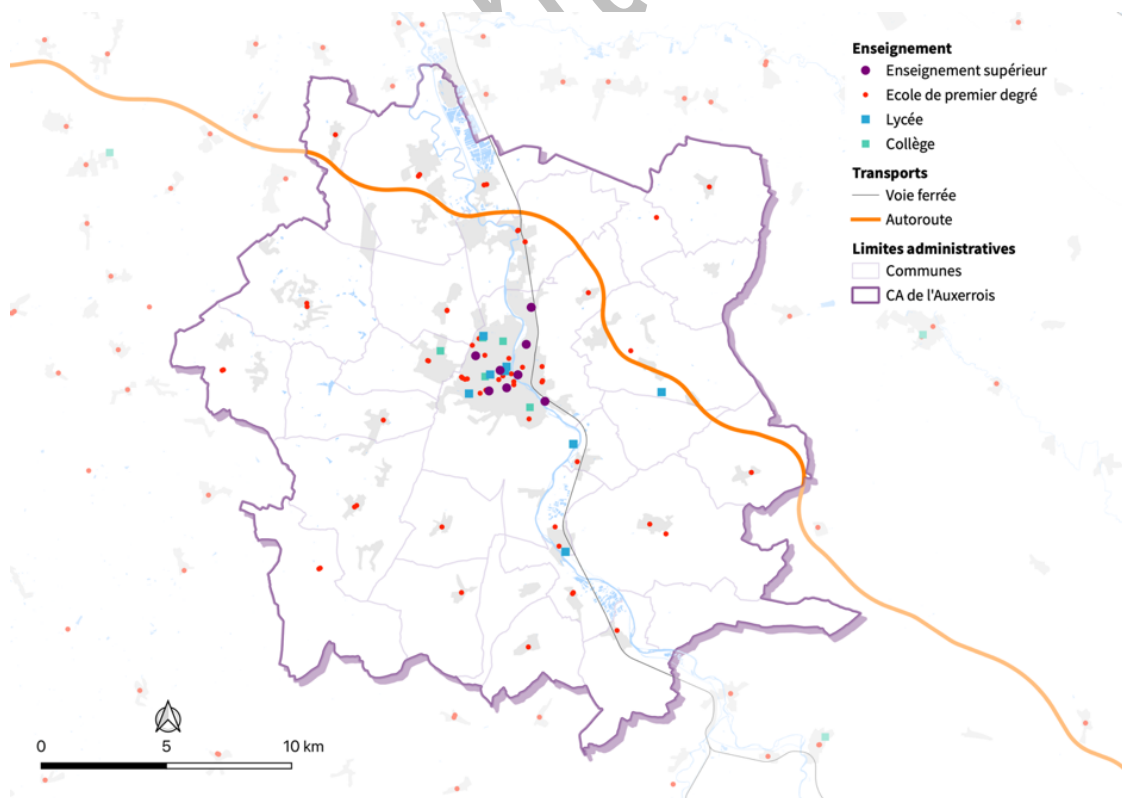 Enseignement
Enseignement supérieur
Ecole de premier degré
Lycée
Collège
Transports
Voie ferrée
Autoroute
Limites administratives
Communes
CA de l'Auxerrois
0 5 10 km